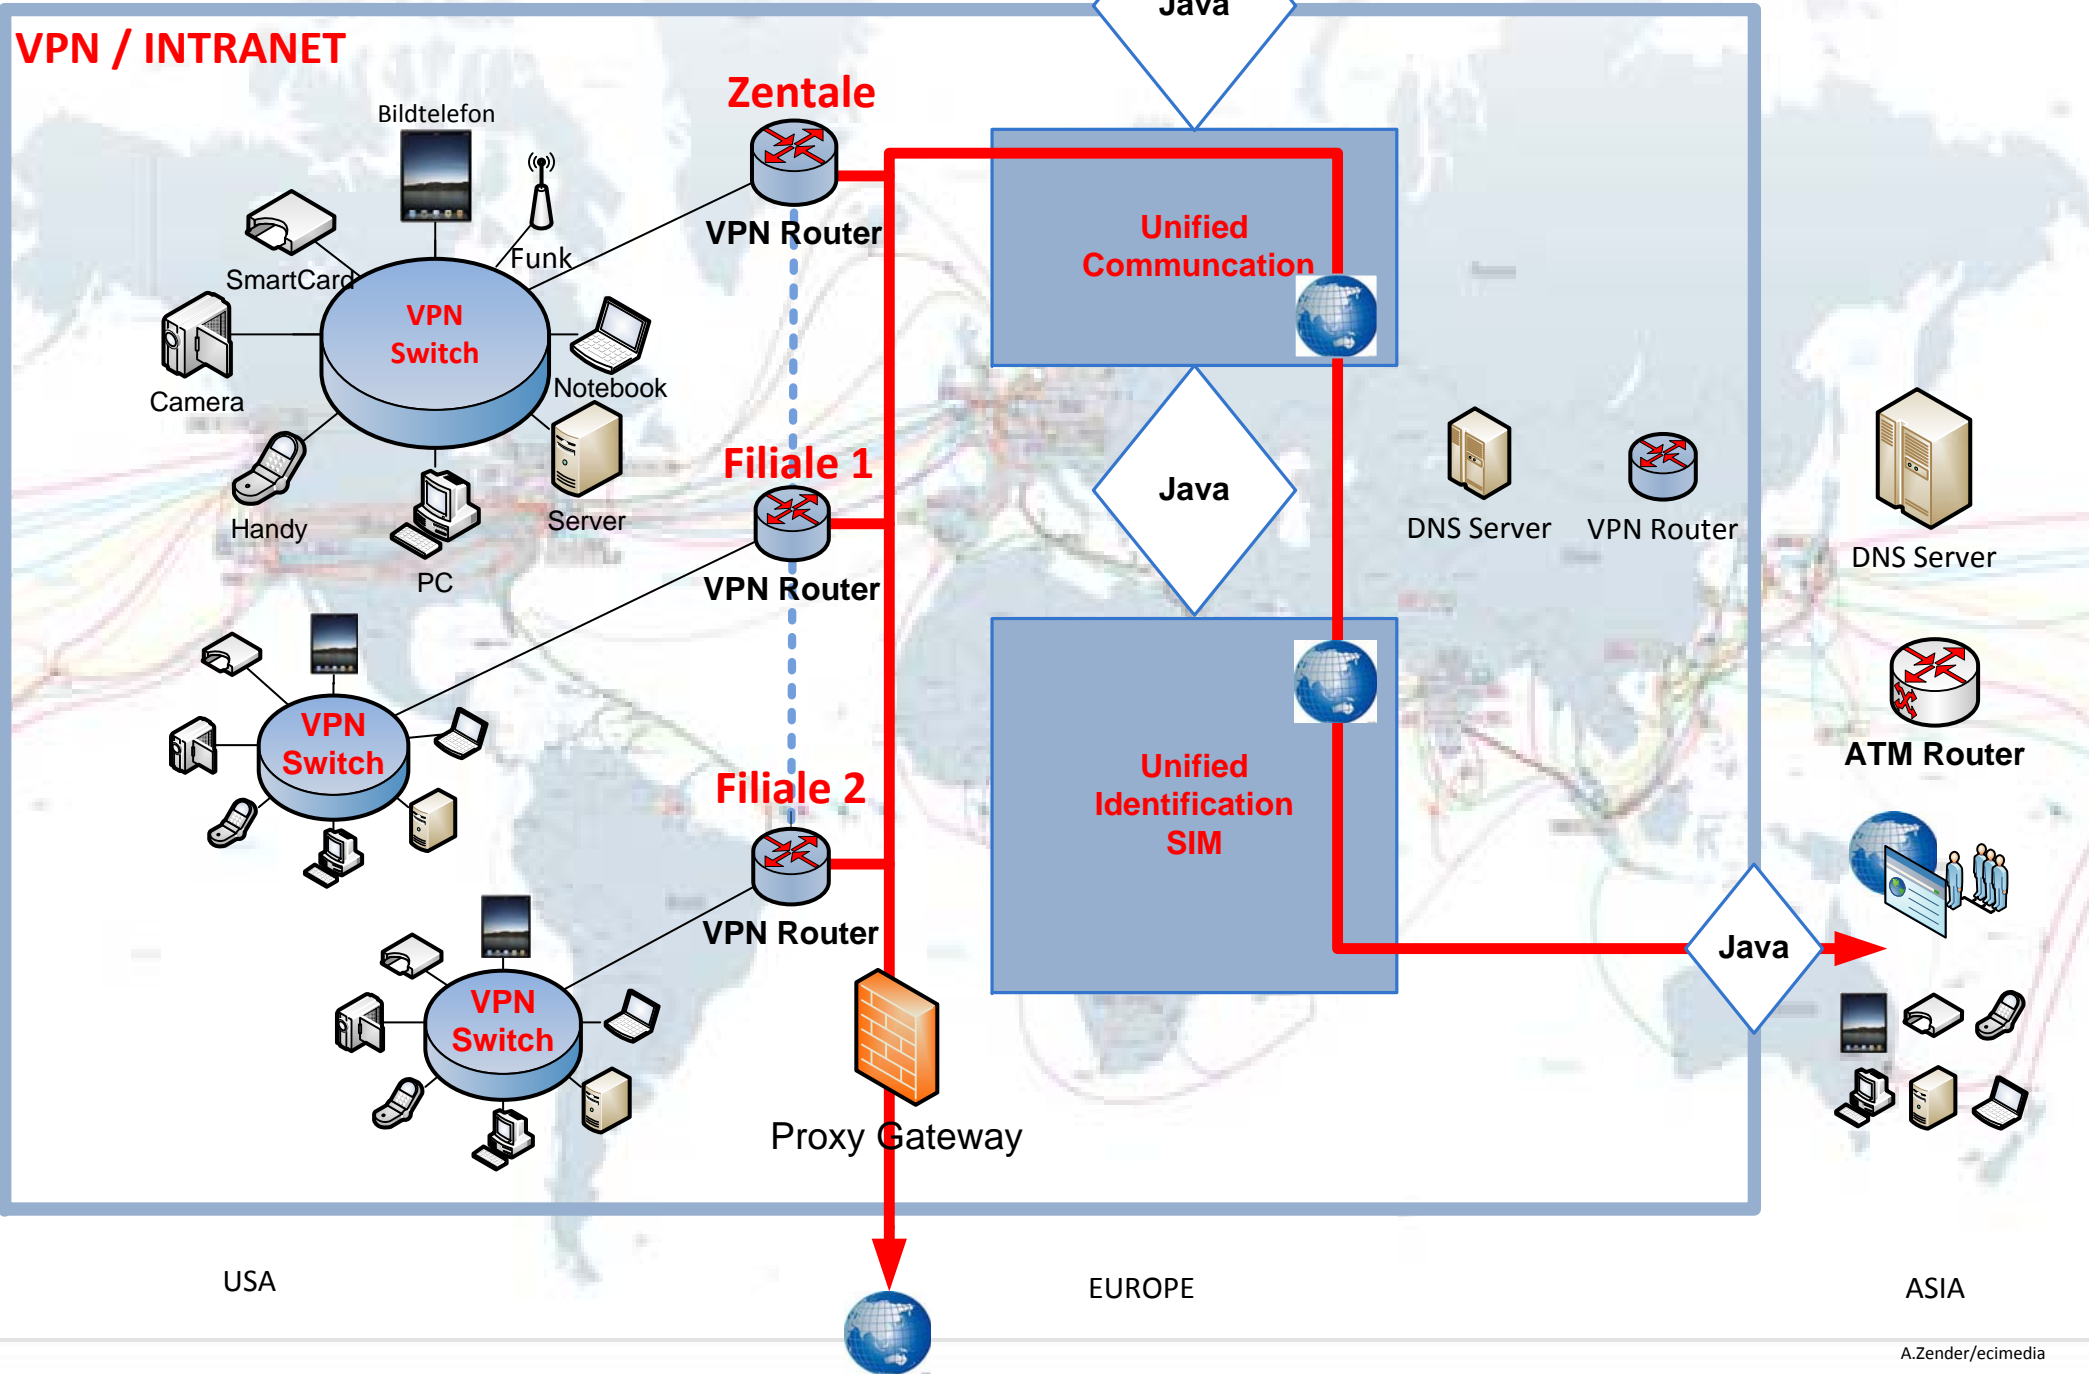 Java
VPN / INTRANET
Zentale
Bildtelefon
VPN Router
Funk
SmartCard
VPN
Switch
Unified
Communcation
Camera
Notebook
Filiale 1
Java
Handy
Server
PC
VPN Router
DNS Server
VPN Router
DNS Server
VPN
Switch
Filiale 2
Unified
Identification
SIM
ATM Router
VPN Router
Java
VPN
Switch
Proxy Gateway
USA
EUROPE
ASIA
A.Zender/ecimedia